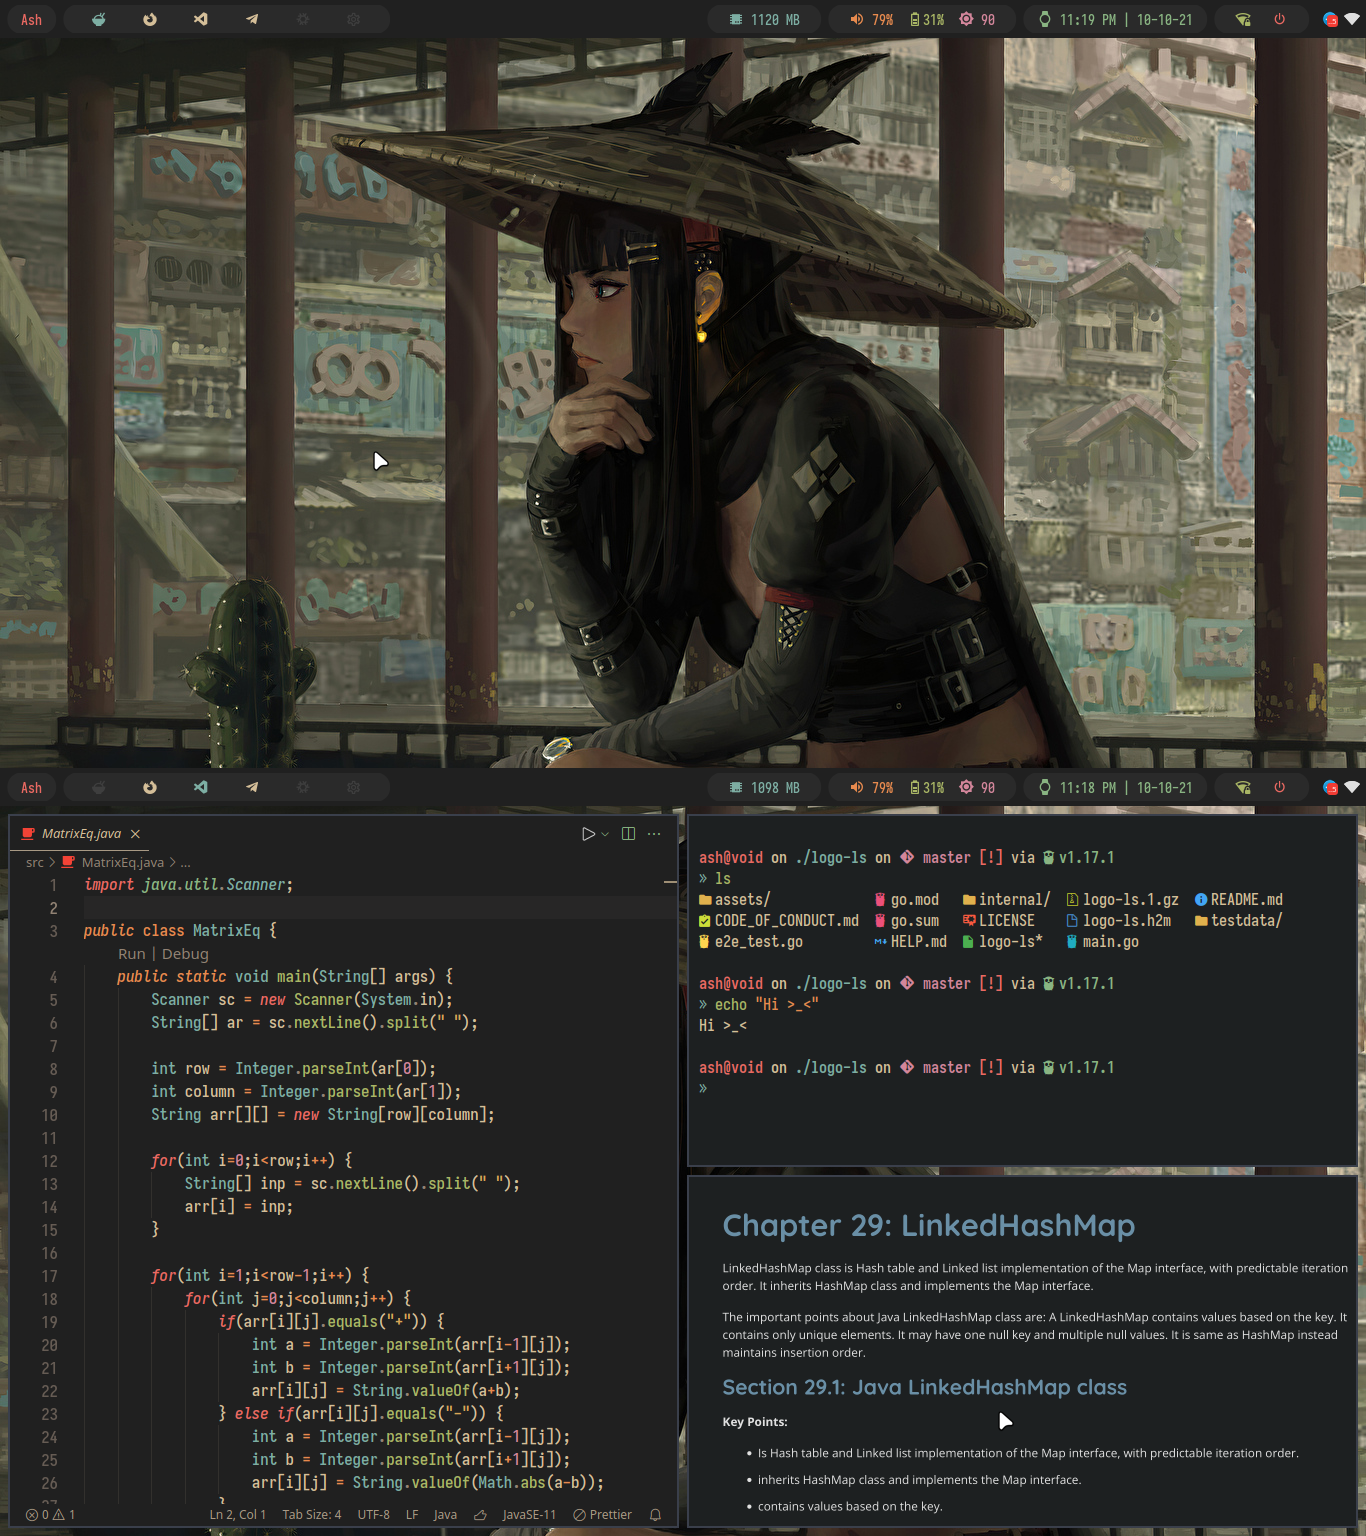 Ash
1120 MB
79%
31%
90
11:19 PM | 10-10-21
Ash
1098 MB
79%
31%
90
11:18 PM | 10-10-21
MatrixEq.java
src > MatrixEq.java > ...
1 import java.util.Scanner;
2
3 public class MatrixEq {
Run | Debug
4 public static void main(String[] args) {
5 Scanner sc = new Scanner(System.in);
6 String[] ar = sc.nextLine().split(" ");
7
8 int row = Integer.parseInt(ar[0]);
9 int column = Integer.parseInt(ar[1]);
10 String arr[][] = new String[row][column];
11
12 for(int i=0;i<row;i++) {
13 String[] inp = sc.nextLine().split(" ");
14 arr[i] = inp;
15 }
16
17 for(int i=1;i<row-1;i++) {
18 for(int j=0;j<column;j++) {
19 if(arr[i][j].equals("+")) {
20 int a = Integer.parseInt(arr[i-1][j]);
21 int b = Integer.parseInt(arr[i+1][j]);
22 arr[i][j] = String.valueOf(a+b);
23 } else if(arr[i][j].equals("-")) {
24 int a = Integer.parseInt(arr[i-1][j]);
25 int b = Integer.parseInt(arr[i+1][j]);
26 arr[i][j] = String.valueOf(Math.abs(a-b));
0 1 Ln 2, Col 1 Tab Size: 4 UTF-8 LF Java JavaSE-11 Prettier
ash@void on ./logo-ls on master [!] via v1.17.1
» ls
assets/ go.mod internal/ logo-ls.1.gz README.md
CODE_OF_CONDUCT.md go.sum LICENSE logo-ls.h2m testdata/
e2e_test.go HELP.md logo-ls* main.go
ash@void on ./logo-ls on master [!] via v1.17.1
» echo "Hi >_<"
Hi >_<
ash@void on ./logo-ls on master [!] via v1.17.1
»
Chapter 29: LinkedHashMap
LinkedHashMap class is Hash table and Linked list implementation of the Map interface, with predictable iteration
order. It inherits HashMap class and implements the Map interface.
The important points about Java LinkedHashMap class are: A LinkedHashMap contains values based on the key. It
contains only unique elements. It may have one null key and multiple null values. It is same as HashMap instead
maintains insertion order.
Section 29.1: Java LinkedHashMap class
Key Points:
• Is Hash table and Linked list implementation of the Map interface, with predictable iteration order.
• inherits HashMap class and implements the Map interface.
• contains values based on the key.